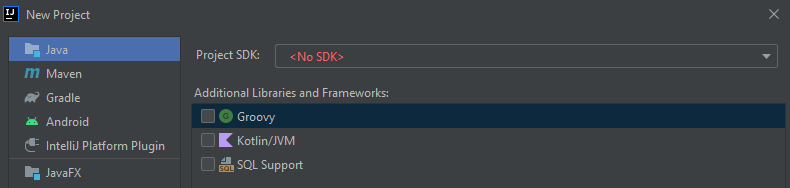 New Project
Java
Maven
Gradle
Android
IntelliJ Platform Plugin
JavaFX
Project SDK: <No SDK>
Additional Libraries and Frameworks:
Groovy
Kotlin/JVM
SQL Support